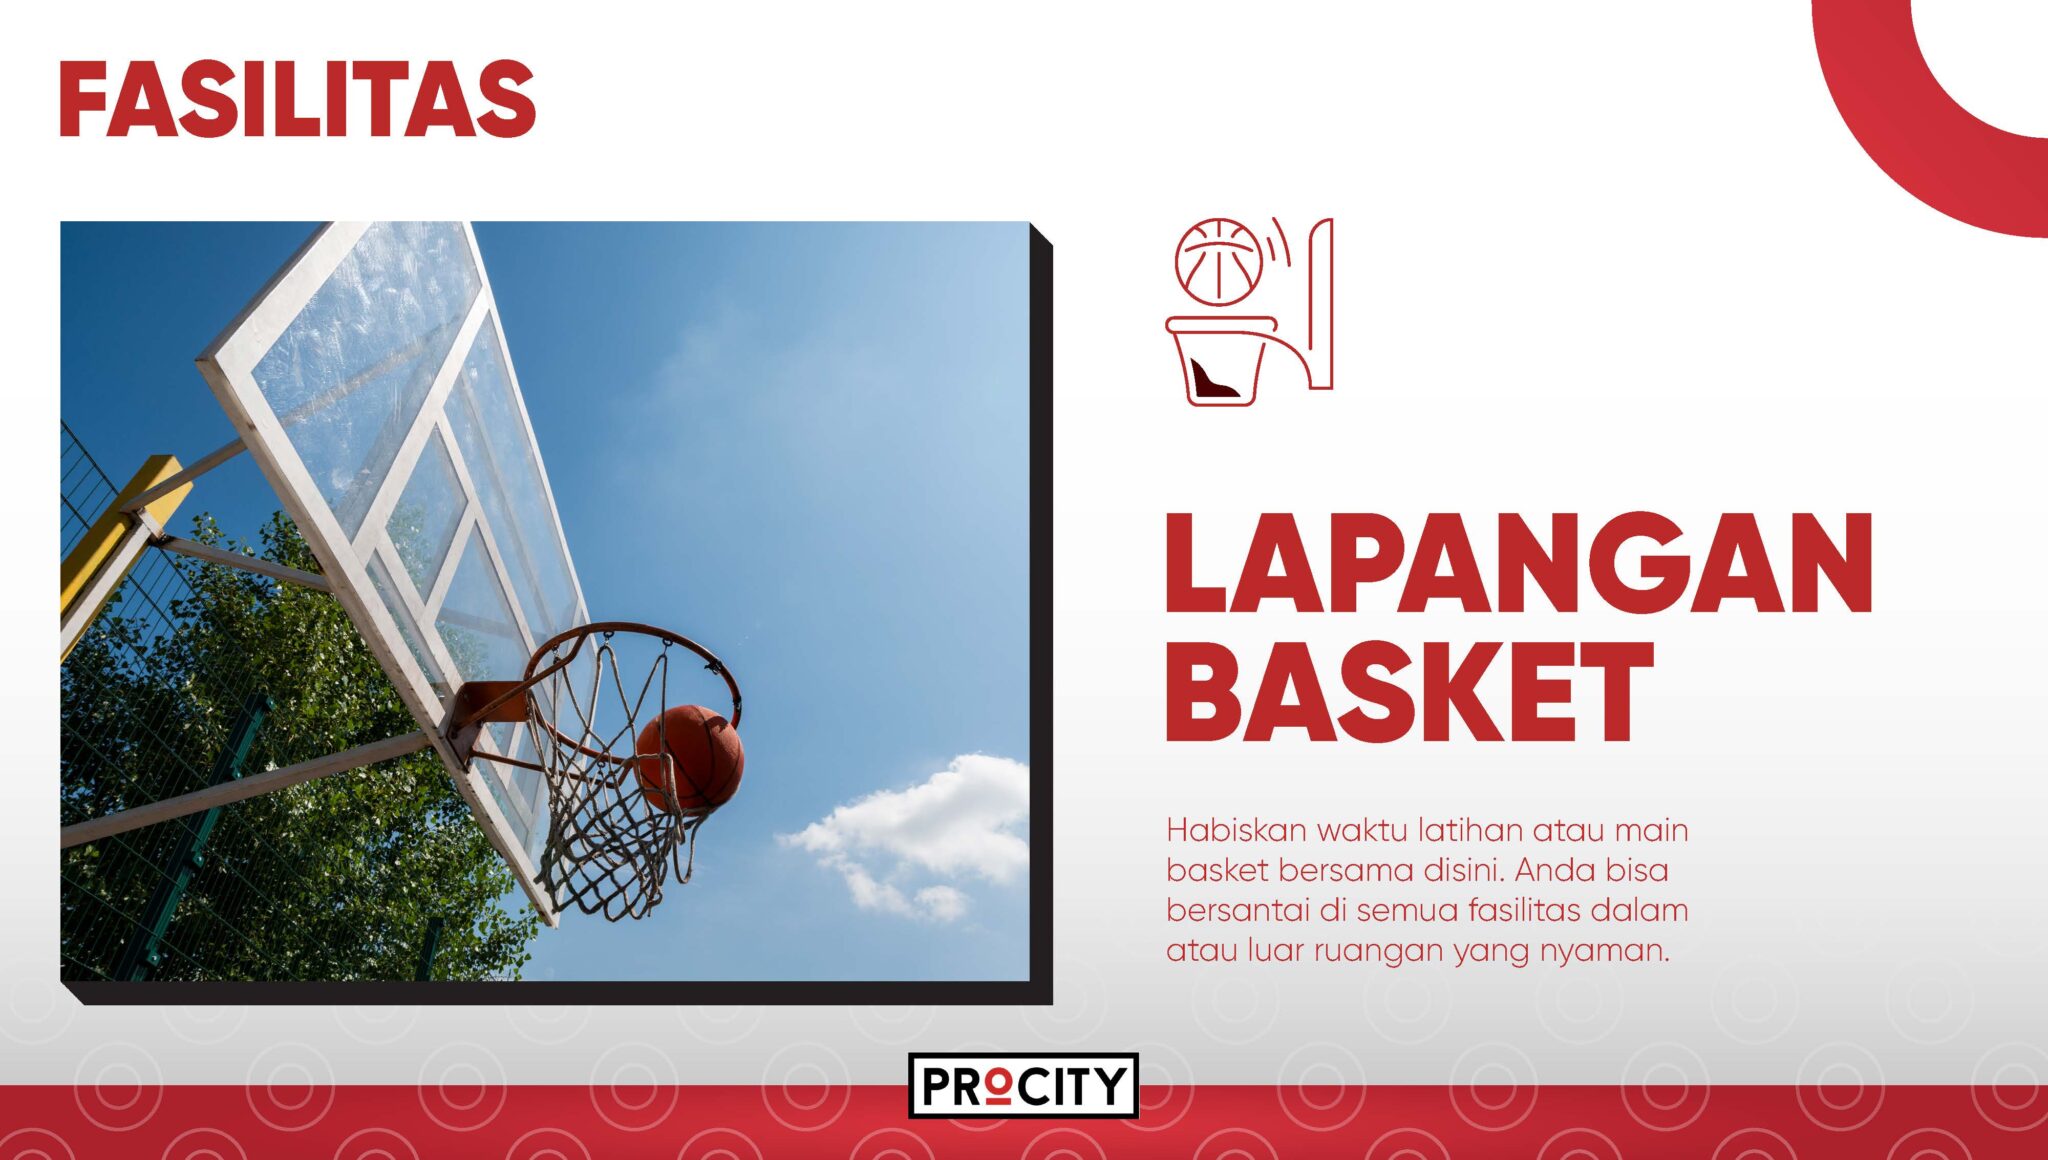 FASILITAS
LAPANGAN
BASKET
Habiskan waktu latihan atau main
basket bersama disini. Anda bisa
bersantai di semua fasilitas dalam
atau luar ruangan yang nyaman.
PROCITY